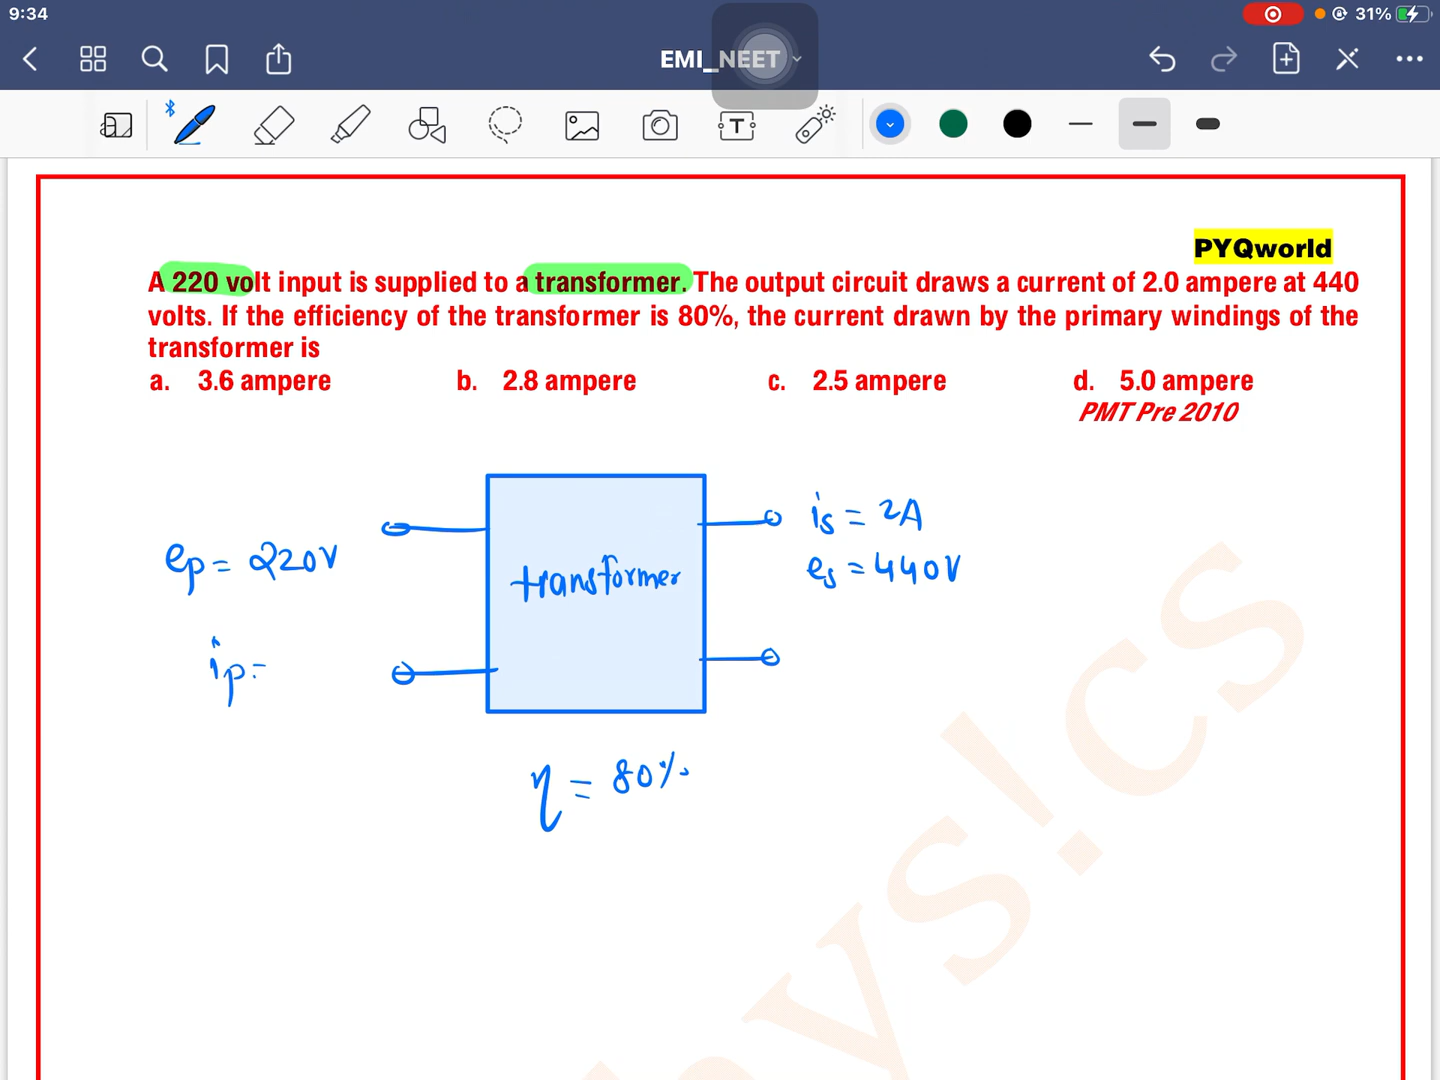 9:34
31%
EMI_NEET
T
PYQworld
A 220 volt input is supplied to a transformer. The output circuit draws a current of 2.0 ampere at 440
volts. If the efficiency of the transformer is 80%, the current drawn by the primary windings of the
transformer is
a. 3.6 ampere b. 2.8 ampere c. 2.5 ampere d. 5.0 ampere
PMT Pre 2010
is = 2A
ep = 220V
es = 440V
transformer
ip =
η = 80%
ys!cs